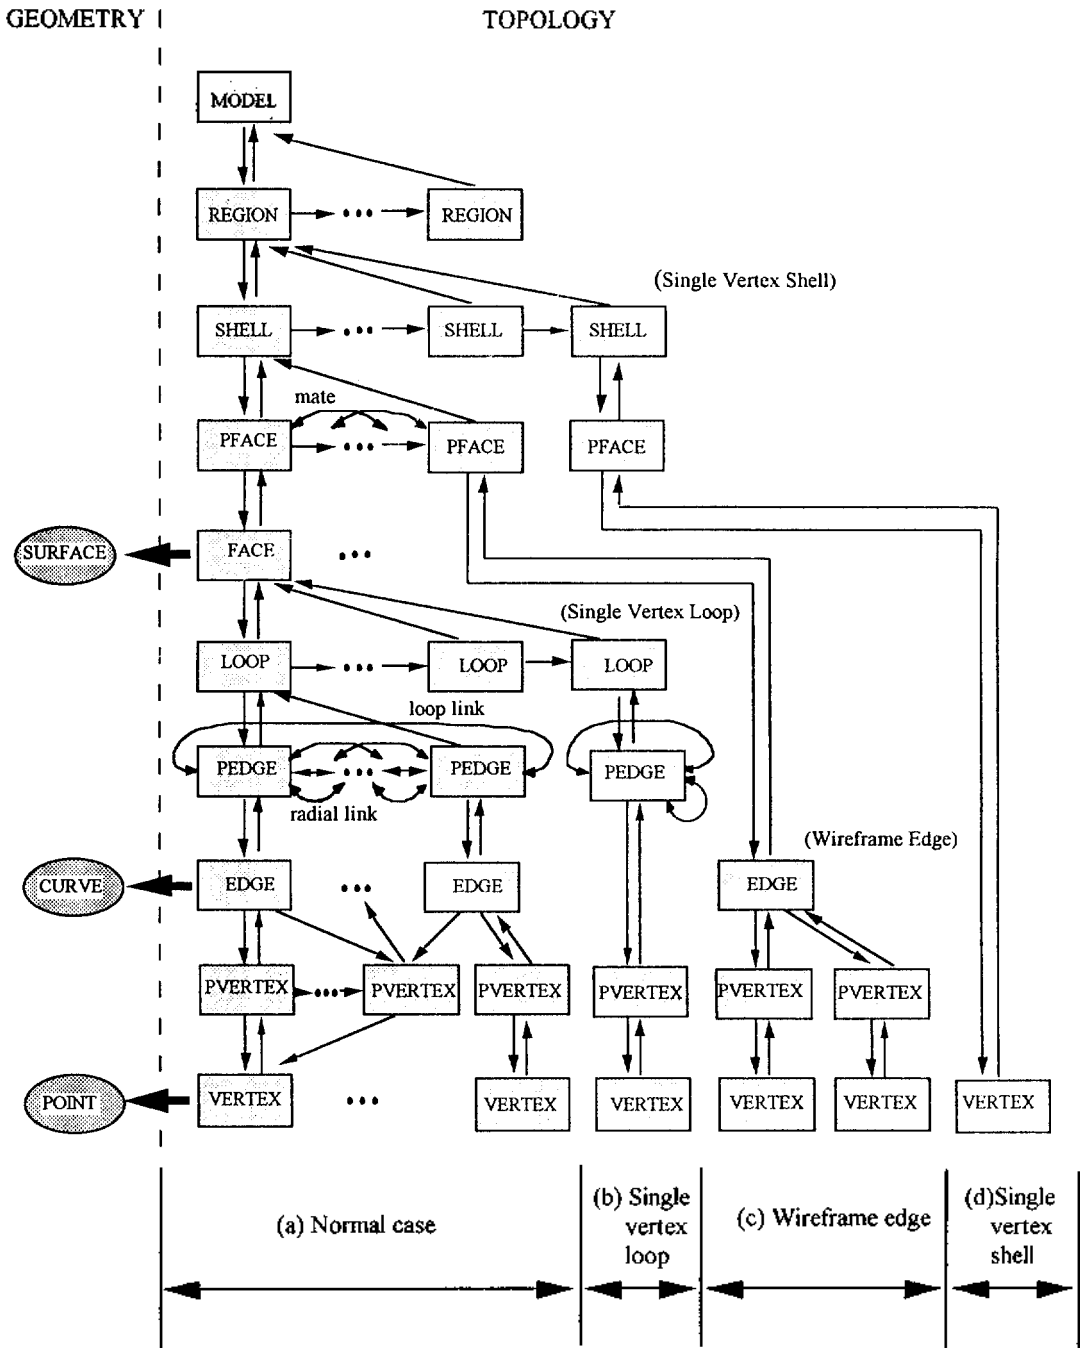 GEOMETRY
TOPOLOGY
MODEL
REGION
REGION
(Single Vertex Shell)
SHELL
SHELL
SHELL
mate
PFACE
PFACE
PFACE
SURFACE
FACE
(Single Vertex Loop)
LOOP
LOOP
LOOP
loop link
PEDGE
PEDGE
PEDGE
radial link
(Wireframe Edge)
CURVE
EDGE
EDGE
EDGE
PVERTEX
PVERTEX
PVERTEX
PVERTEX
PVERTEX
PVERTEX
POINT
VERTEX
VERTEX
VERTEX
VERTEX
VERTEX
VERTEX
(a) Normal case
(b) Single
vertex
loop
(c) Wireframe edge
(d)Single
vertex
shell